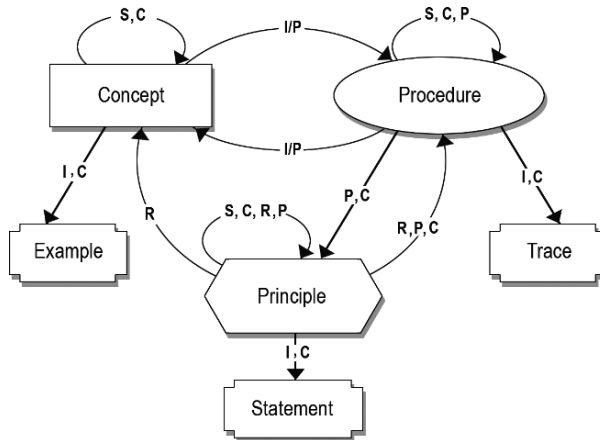 S, C
S, C, P
I/P
Concept
Procedure
I/P
I , C
P, C
I, C
R
S, C, R, P
R, P, C
Example
Trace
Principle
I , C
Statement